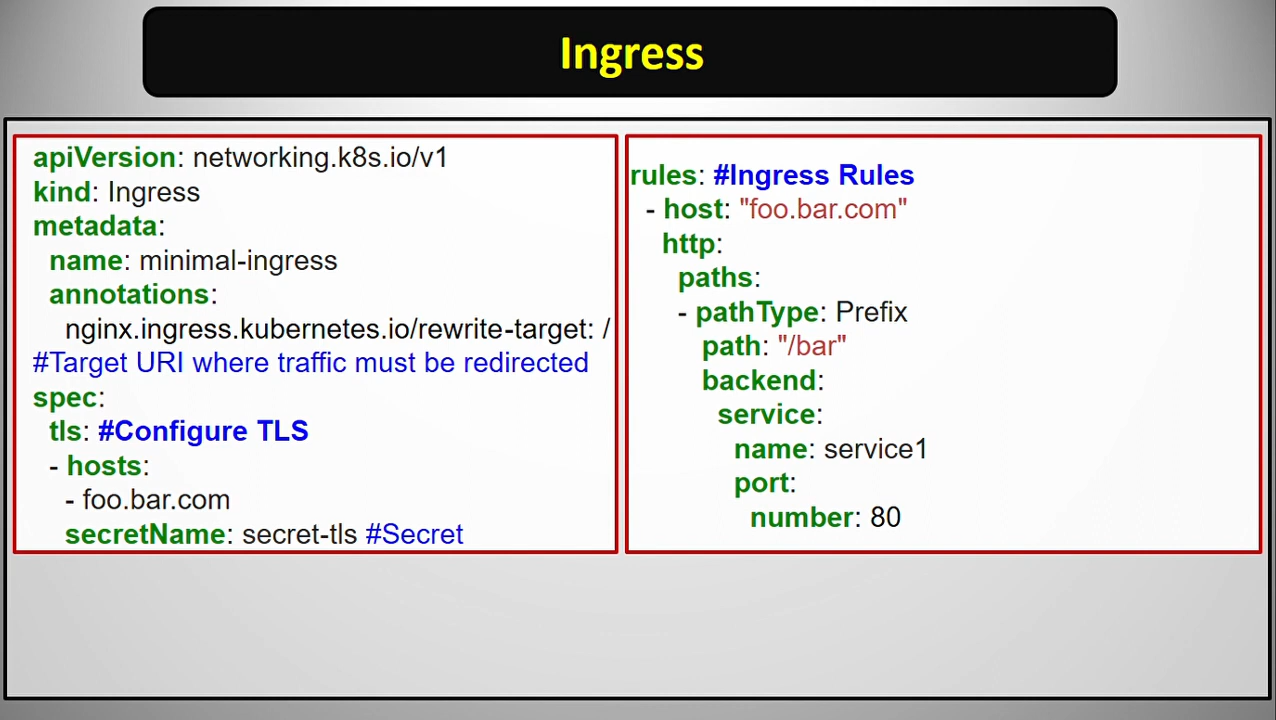 Ingress
apiVersion: networking.k8s.io/v1
kind: Ingress
metadata:
  name: minimal-ingress
  annotations:
    nginx.ingress.kubernetes.io/rewrite-target: /
#Target URI where traffic must be redirected
spec:
  tls: #Configure TLS
  - hosts:
    - foo.bar.com
    secretName: secret-tls #Secret
rules: #Ingress Rules
  - host: "foo.bar.com"
    http:
      paths:
      - pathType: Prefix
        path: "/bar"
        backend:
          service:
            name: service1
            port:
              number: 80